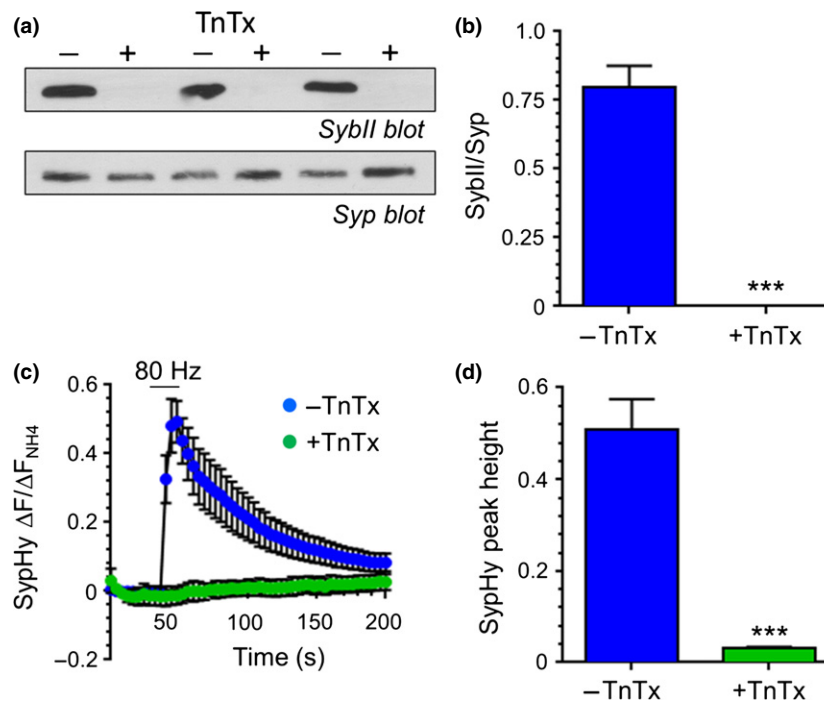 (a)
TnTx
– + – + – +
SybII blot
Syp blot
(b)
SybII/Syp
0.8
0.75
0.5
0.25
0
***
–TnTx +TnTx
(c)
80 Hz
SypHy ΔF/ΔF_NH4
0.6
0.4
0.2
0
–0.2
–TnTx
+TnTx
50 100 150 200
Time (s)
(d)
SypHy peak height
0.6
0.4
0.2
0
***
–TnTx +TnTx